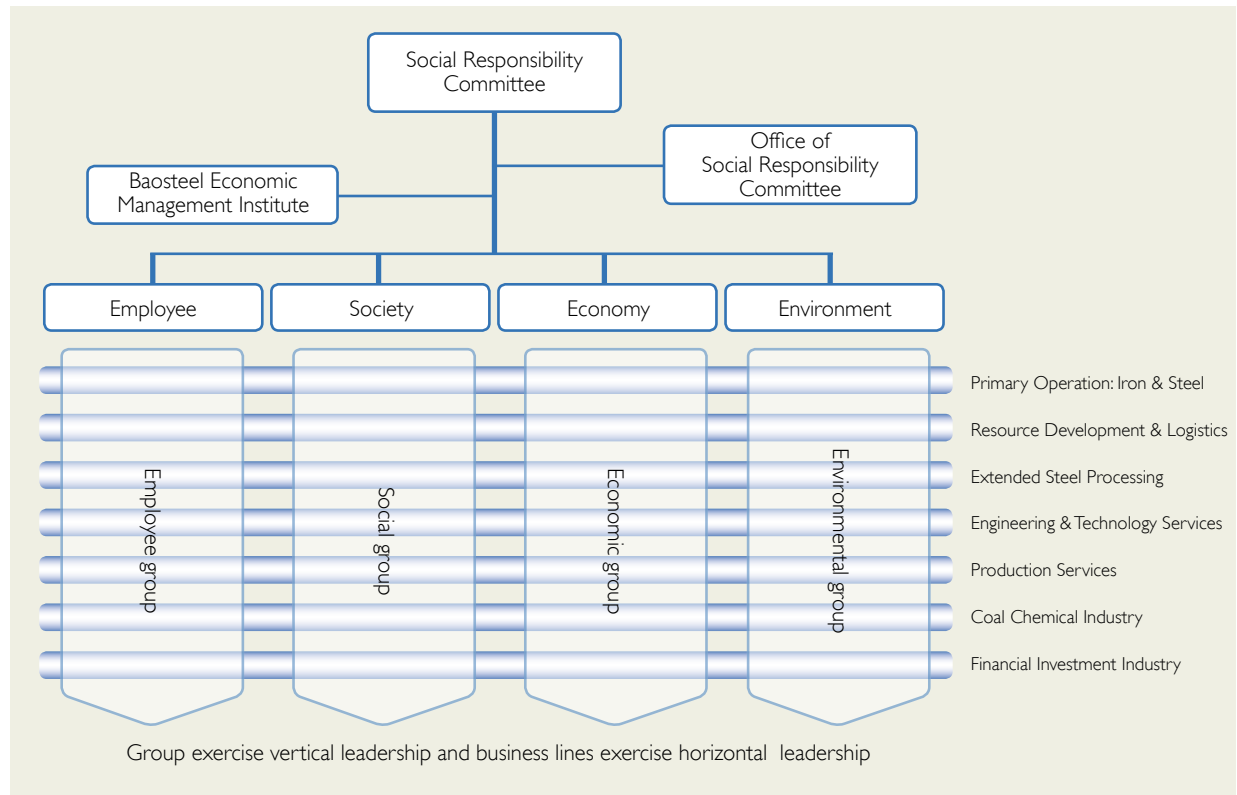 Social Responsibility
Committee
Office of
Social Responsibility
Committee
Baosteel Economic
Management Institute
Employee
Society
Economy
Environment
Primary Operation: Iron & Steel
Resource Development & Logistics
Extended Steel Processing
Engineering & Technology Services
Production Services
Coal Chemical Industry
Financial Investment Industry
Employee group
Social group
Economic group
Environmental group
Group exercise vertical leadership and business lines exercise horizontal leadership